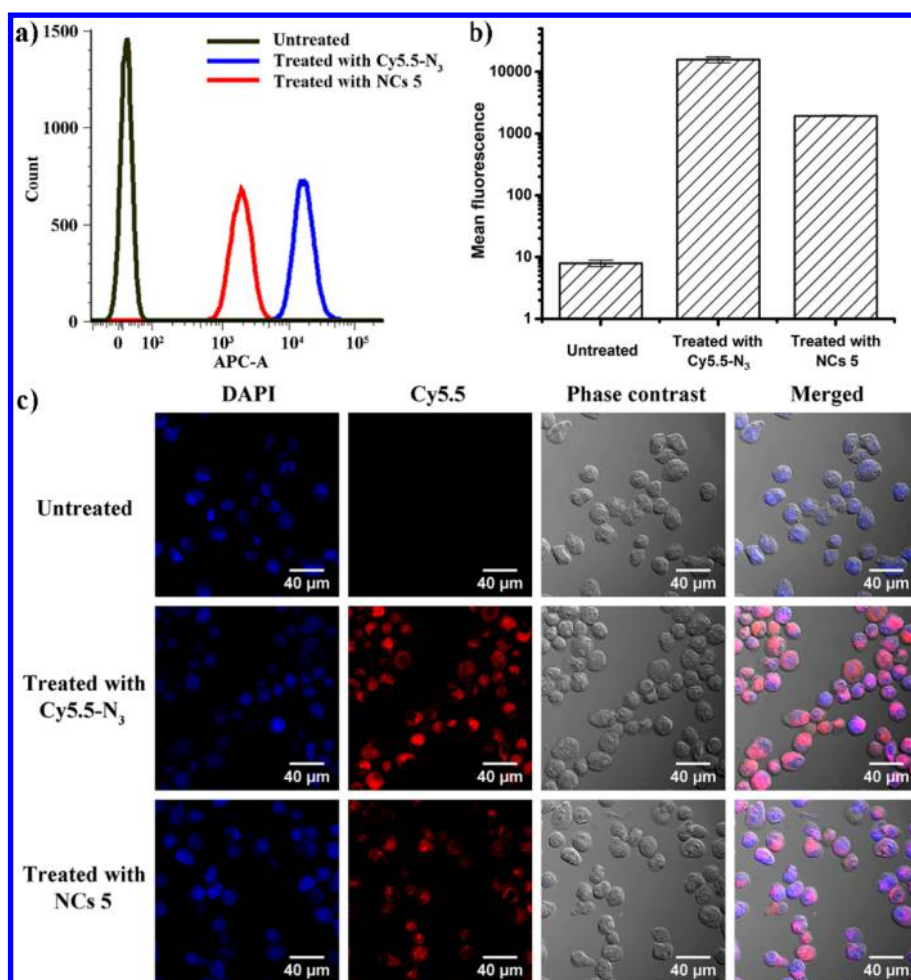 a)
Untreated
Treated with Cy5.5-N₃
Treated with NCs 5
1500
1000
500
0
Count
0 10² 10³ 10⁴ 10⁵
APC-A
b)
10000
1000
100
10
1
Mean fluorescence
Untreated
Treated with
Cy5.5-N₃
Treated with
NCs 5
c)
DAPI Cy5.5 Phase contrast Merged
Untreated
40 µm 40 µm 40 µm 40 µm
Treated with
Cy5.5-N₃
40 µm 40 µm 40 µm 40 µm
Treated with
NCs 5
40 µm 40 µm 40 µm 40 µm